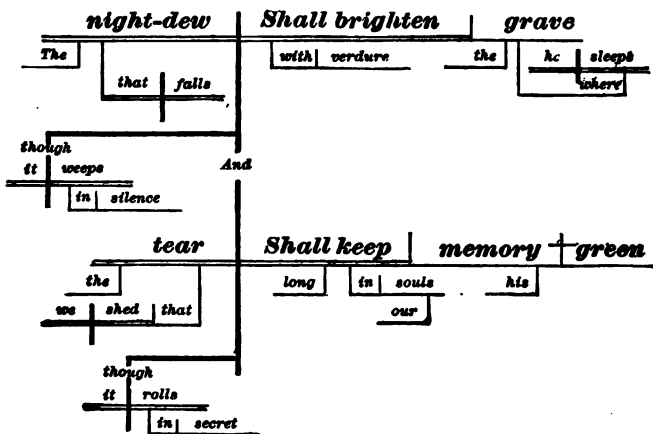 night-dew Shall brighten grave
The with verdure the hc sleeps
that falls where
though
it weeps And
in silence
tear Shall keep memory green
the long in souls his
we shed that our
though
it rolls
in secret